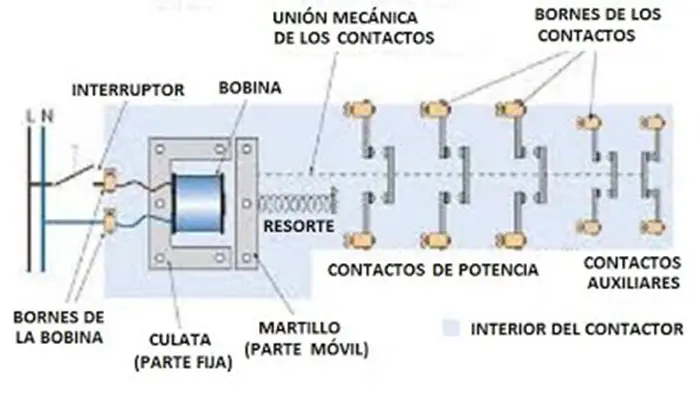 UNIÓN MECÁNICA
DE LOS CONTACTOS
BORNES DE LOS
CONTACTOS
INTERRUPTOR
BOBINA
L N
RESORTE
CONTACTOS DE POTENCIA
CONTACTOS
AUXILIARES
BORNES DE
LA BOBINA
CULATA
(PARTE FIJA)
MARTILLO
(PARTE MÓVIL)
INTERIOR DEL CONTACTOR